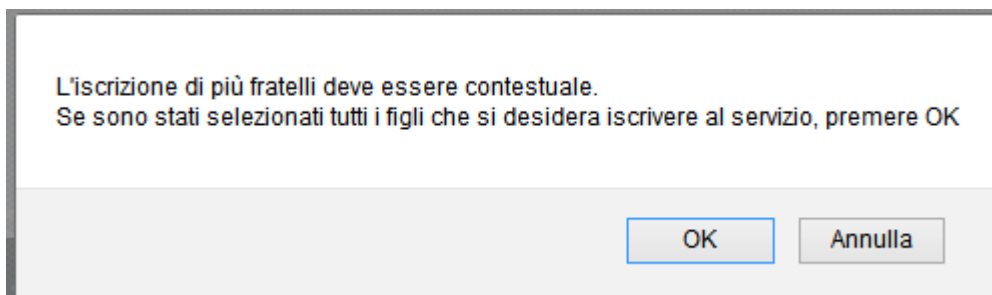 L'iscrizione di più fratelli deve essere contestuale.
Se sono stati selezionati tutti i figli che si desidera iscrivere al servizio, premere OK
OK
Annulla